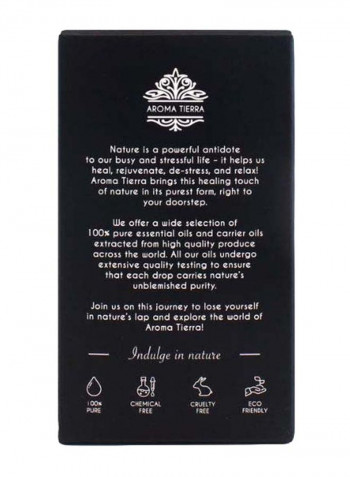 AROMA TIERRA
Nature is a powerful antidote
to our busy and stressful life – it helps us
heal, rejuvenate, de-stress, and relax!
Aroma Tierra brings this healing touch
of nature in its purest form, right to
your doorstep.
We offer a wide selection of
100% pure essential oils and carrier oils
extracted from high quality produce
across the world. All our oils undergo
extensive quality testing to ensure
that each drop carries nature's
unblemished purity.
Join us on this journey to lose yourself
in nature's lap and explore the world of
Aroma Tierra!
Indulge in nature
100% PURE
CHEMICAL FREE
CRUELTY FREE
ECO FRIENDLY